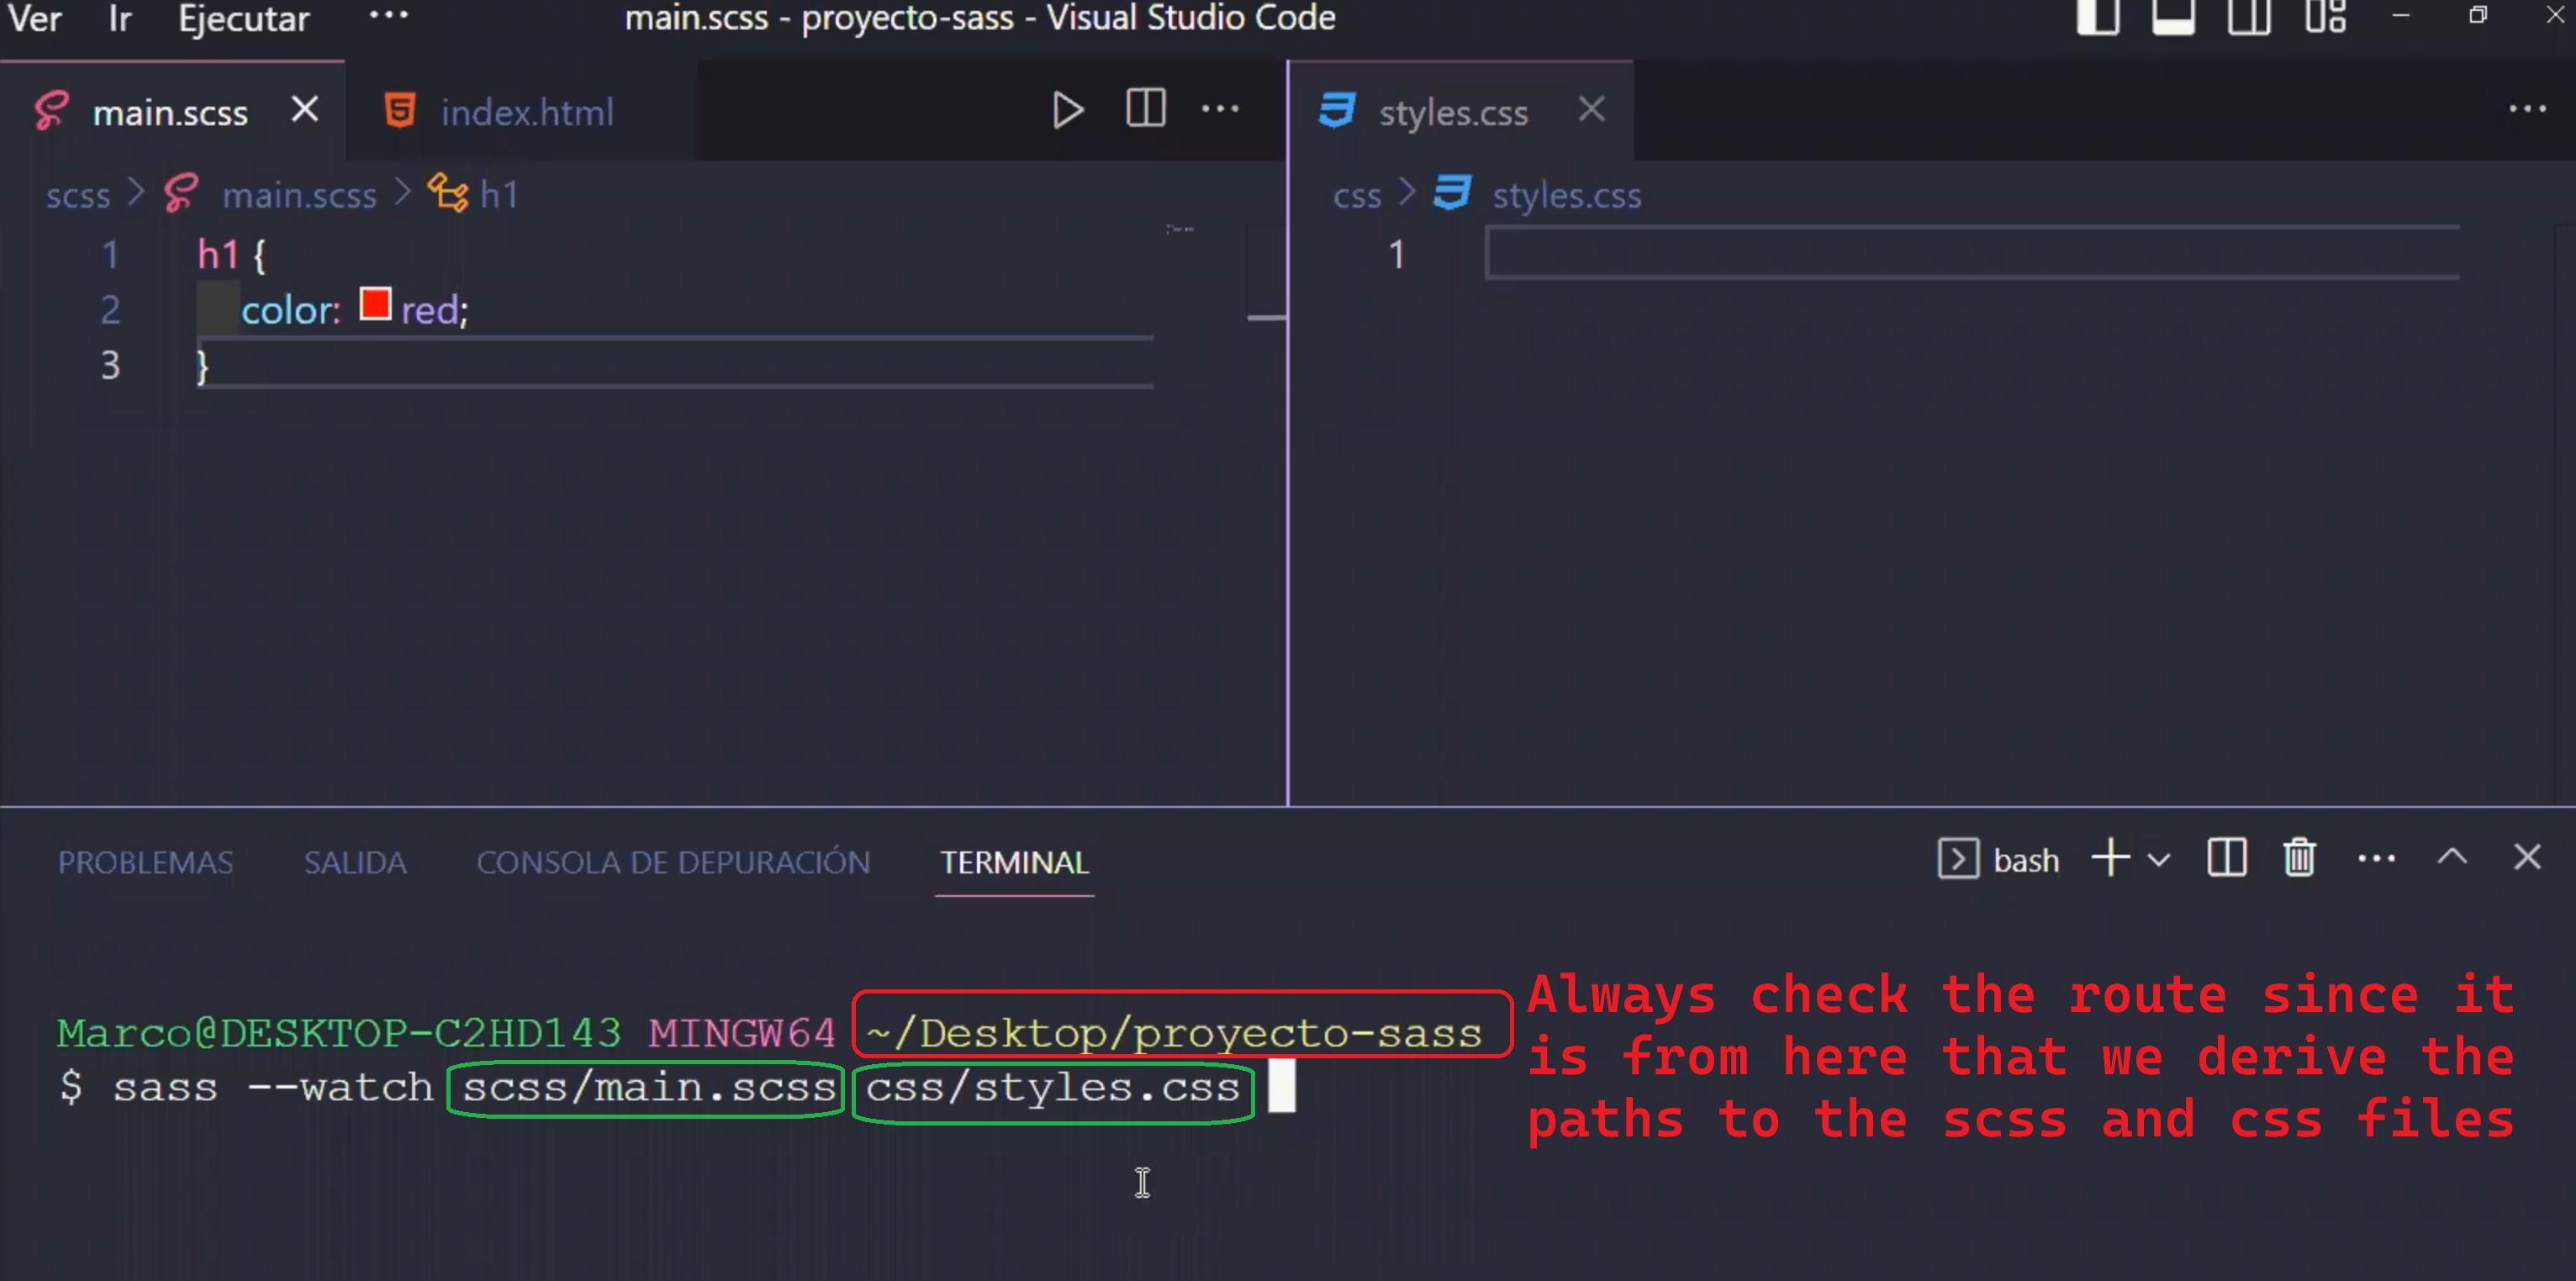 Ver Ir Ejecutar ··· main.scss - proyecto-sass - Visual Studio Code
main.scss index.html styles.css
scss > main.scss > h1
css > styles.css
1 h1 {
2 color: red;
3 }
1
PROBLEMAS SALIDA CONSOLA DE DEPURACIÓN TERMINAL bash
Marco@DESKTOP-C2HD143 MINGW64 ~/Desktop/proyecto-sass
$ sass --watch scss/main.scss css/styles.css
Always check the route since it
is from here that we derive the
paths to the scss and css files